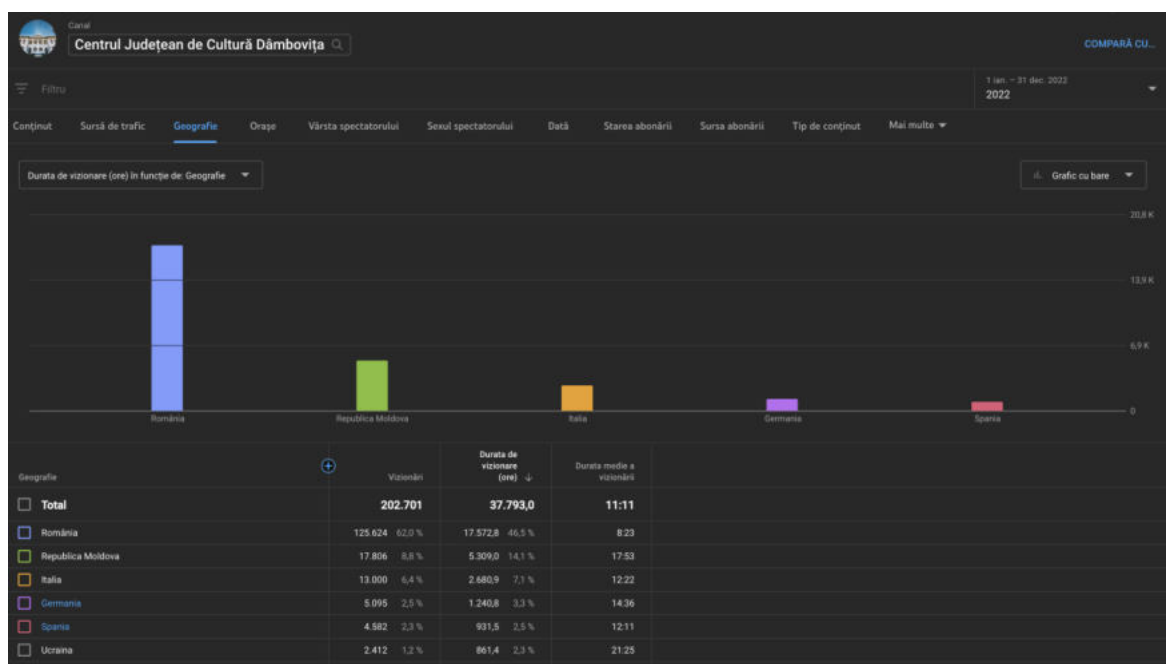 Canal
Centrul Județean de Cultură Dâmbovița
COMPARĂ CU...
Filtru
1 ian. – 31 dec. 2022
2022
Conținut Sursă de trafic Geografie Orașe Vârsta spectatorului Sexul spectatorului Dată Starea abonării Sursa abonării Tip de conținut Mai multe
Durata de vizionare (ore) în funcție de: Geografie
Grafic cu bare
20,8 K
13,9 K
6,9 K
0
România Republica Moldova Italia Germania Spania
Geografie Vizionări Durata de vizionare (ore) Durata medie a vizionării
Total 202.701 37.793,0 11:11
România 125.624 62,0 % 17.572,8 46,5 % 8:23
Republica Moldova 17.806 8,8 % 5.309,0 14,1 % 17:53
Italia 13.000 6,4 % 2.680,9 7,1 % 12:22
Germania 5.095 2,5 % 1.240,8 3,3 % 14:36
Spania 4.582 2,3 % 931,5 2,5 % 12:11
Ucraina 2.412 1,2 % 861,4 2,3 % 21:25